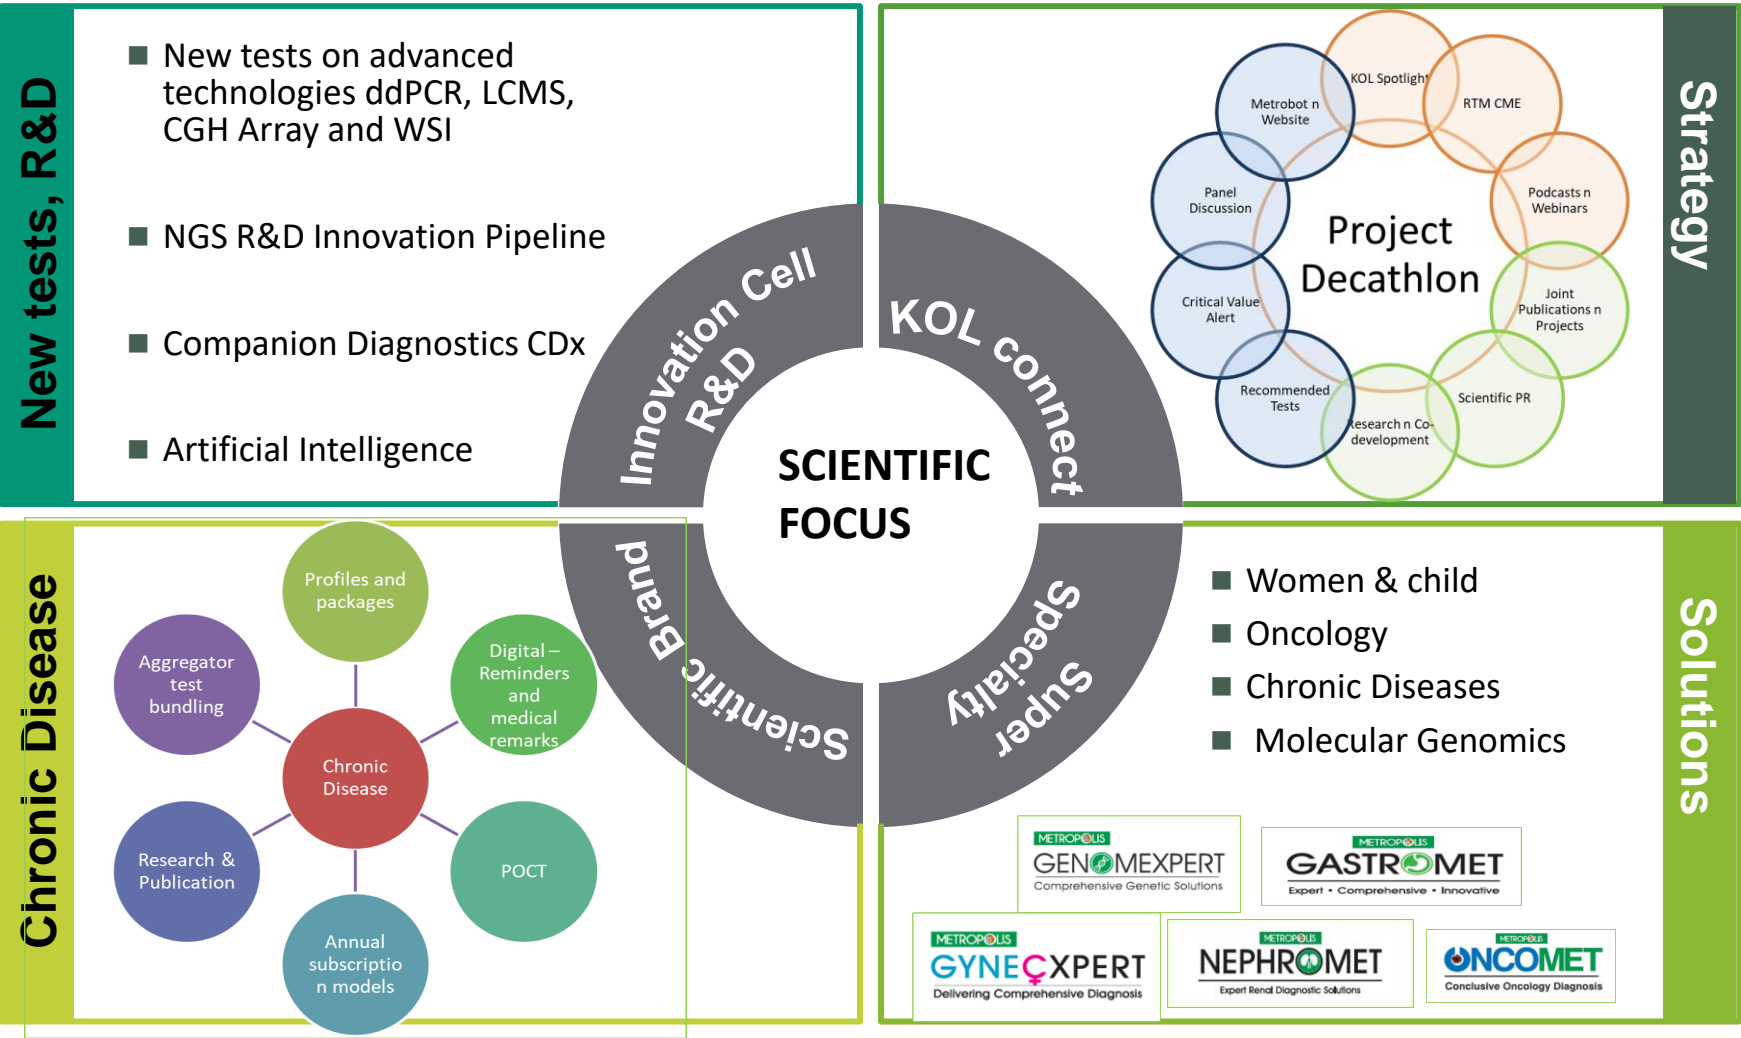 New tests, R&D
■ New tests on advanced
technologies ddPCR, LCMS,
CGH Array and WSI
■ NGS R&D Innovation Pipeline
■ Companion Diagnostics CDx
■ Artificial Intelligence
Strategy
KOL Spotlight
RTM CME
Podcasts n
Webinars
Joint
Publications n
Projects
Scientific PR
Research n Co-
development
Recommended
Tests
Critical Value
Alert
Panel
Discussion
Metrobot n
Website
Project
Decathlon
Innovation Cell
R&D
KOL connect
SCIENTIFIC
FOCUS
Scientific Brand
Super
Specialty
Chronic Disease
Profiles and
packages
Digital –
Reminders
and
medical
remarks
POCT
Annual
subscriptio
n models
Research &
Publication
Aggregator
test
bundling
Chronic
Disease
Solutions
■ Women & child
■ Oncology
■ Chronic Diseases
■ Molecular Genomics
METROPOLIS
GENOMEXPERT
Comprehensive Genetic Solutions
METROPOLIS
GASTROMET
Expert • Comprehensive • Innovative
METROPOLIS
GYNECXPERT
Delivering Comprehensive Diagnosis
METROPOLIS
NEPHROMET
Expert Renal Diagnostic Solutions
METROPOLIS
ONCOMET
Conclusive Oncology Diagnosis